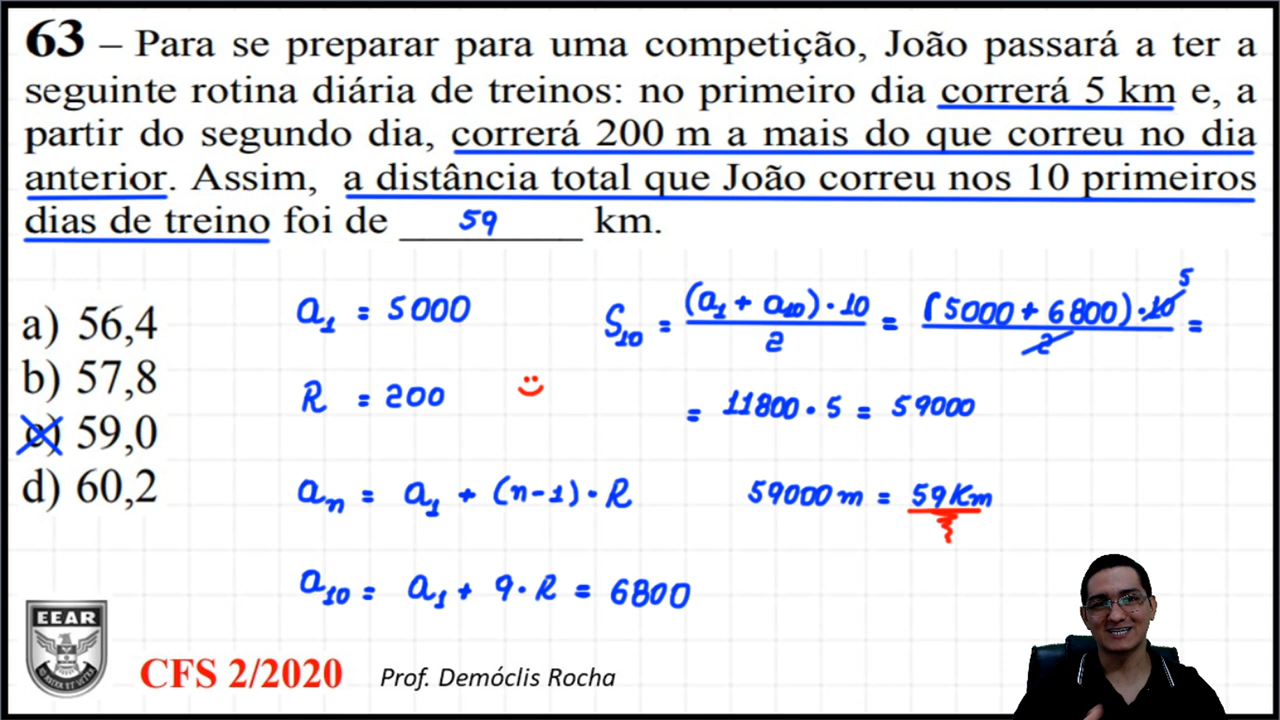 63 – Para se preparar para uma competição, João passará a ter a
seguinte rotina diária de treinos: no primeiro dia correrá 5 km e, a
partir do segundo dia, correrá 200 m a mais do que correu no dia
anterior. Assim, a distância total que João correu nos 10 primeiros
dias de treino foi de ____59____ km.
a) 56,4
b) 57,8
c) 59,0
d) 60,2
a₁ = 5000
R = 200
aₙ = a₁ + (n-1) · R
a₁₀ = a₁ + 9 · R = 6800
S₁₀ = (a₁ + a₁₀) · 10 / 2 = (5000 + 6800) · 10 / 2 =
5
= 11800 · 5 = 59000
59000 m = 59 Km
EEAR
CFS 2/2020
Prof. Demóclis Rocha